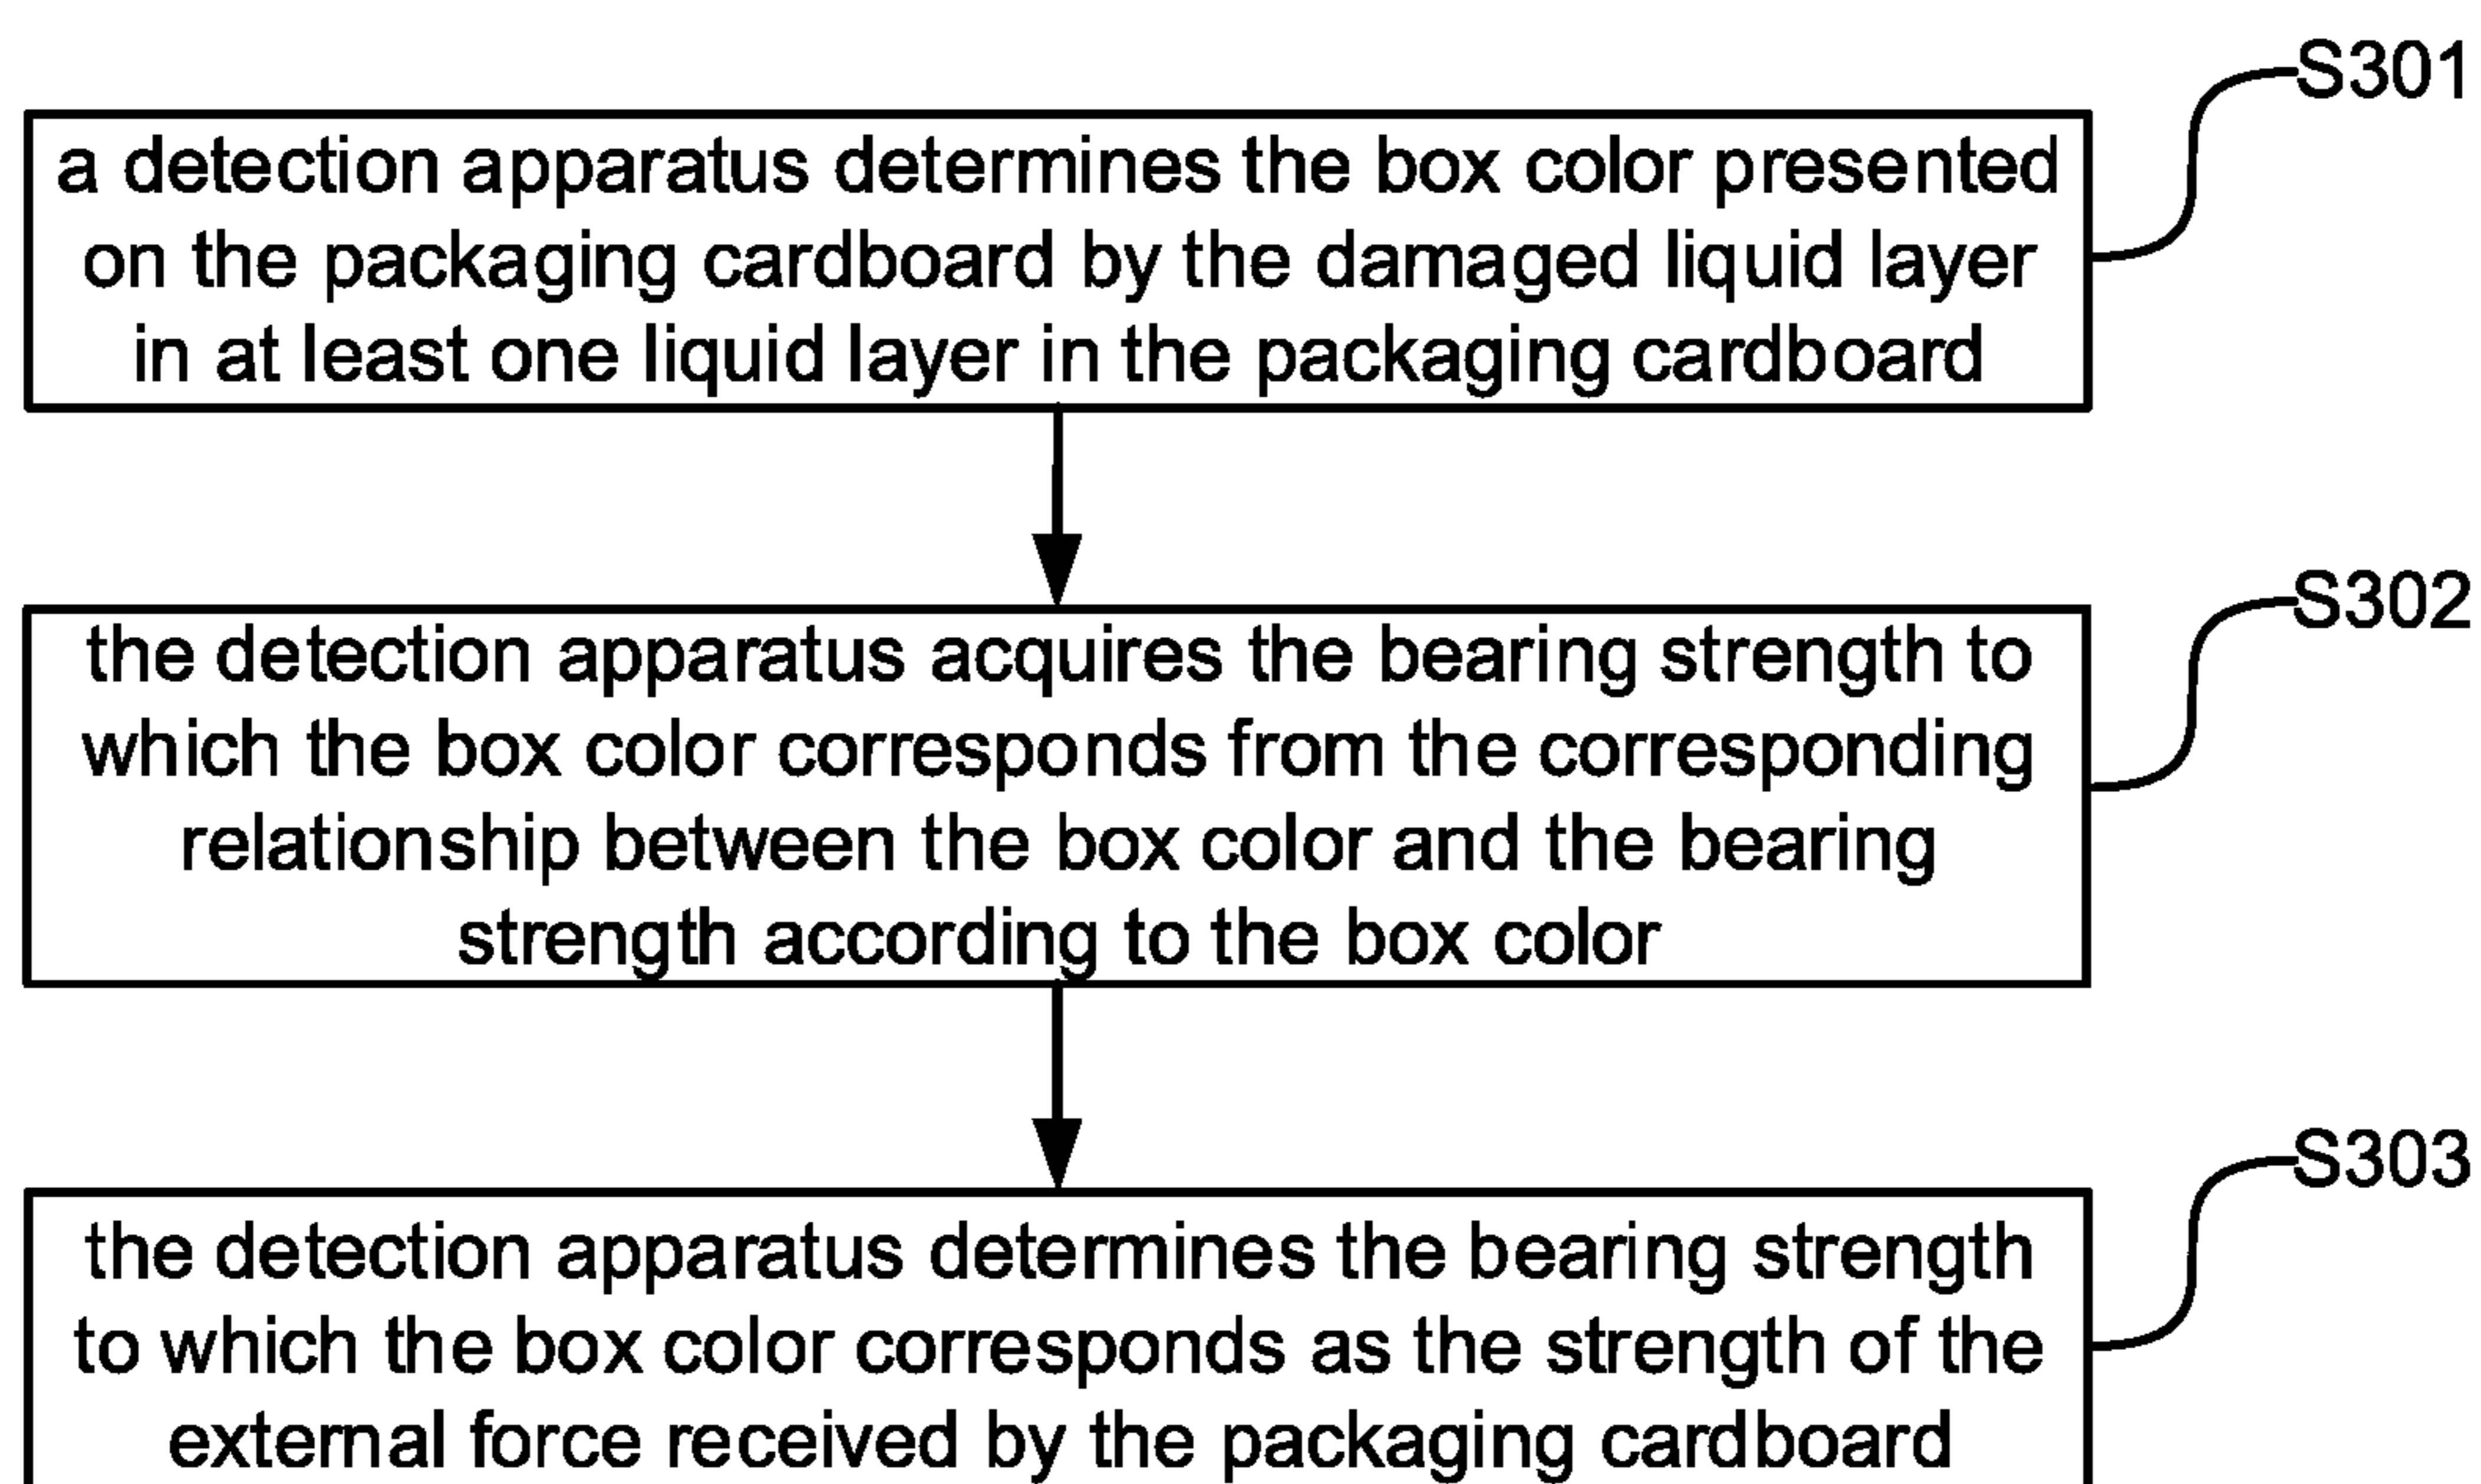 S301
a detection apparatus determines the box color presented
on the packaging cardboard by the damaged liquid layer
in at least one liquid layer in the packaging cardboard
S302
the detection apparatus acquires the bearing strength to
which the box color corresponds from the corresponding
relationship between the box color and the bearing
strength according to the box color
S303
the detection apparatus determines the bearing strength
to which the box color corresponds as the strength of the
external force received by the packaging cardboard